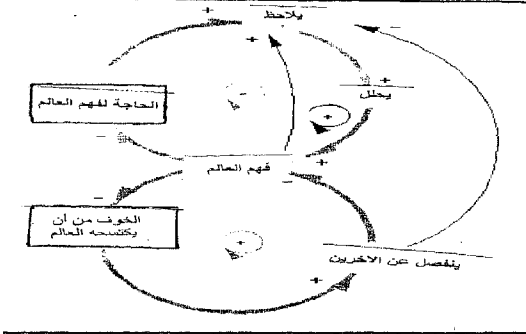 يلاحظ
+
+
–
+
يحلل
الحاجة لفهم العالم
–
+
–
+
فهم العالم
–
–
الخوف من أن
يكتسحه العالم
+
ينفصل عن الآخرين
+